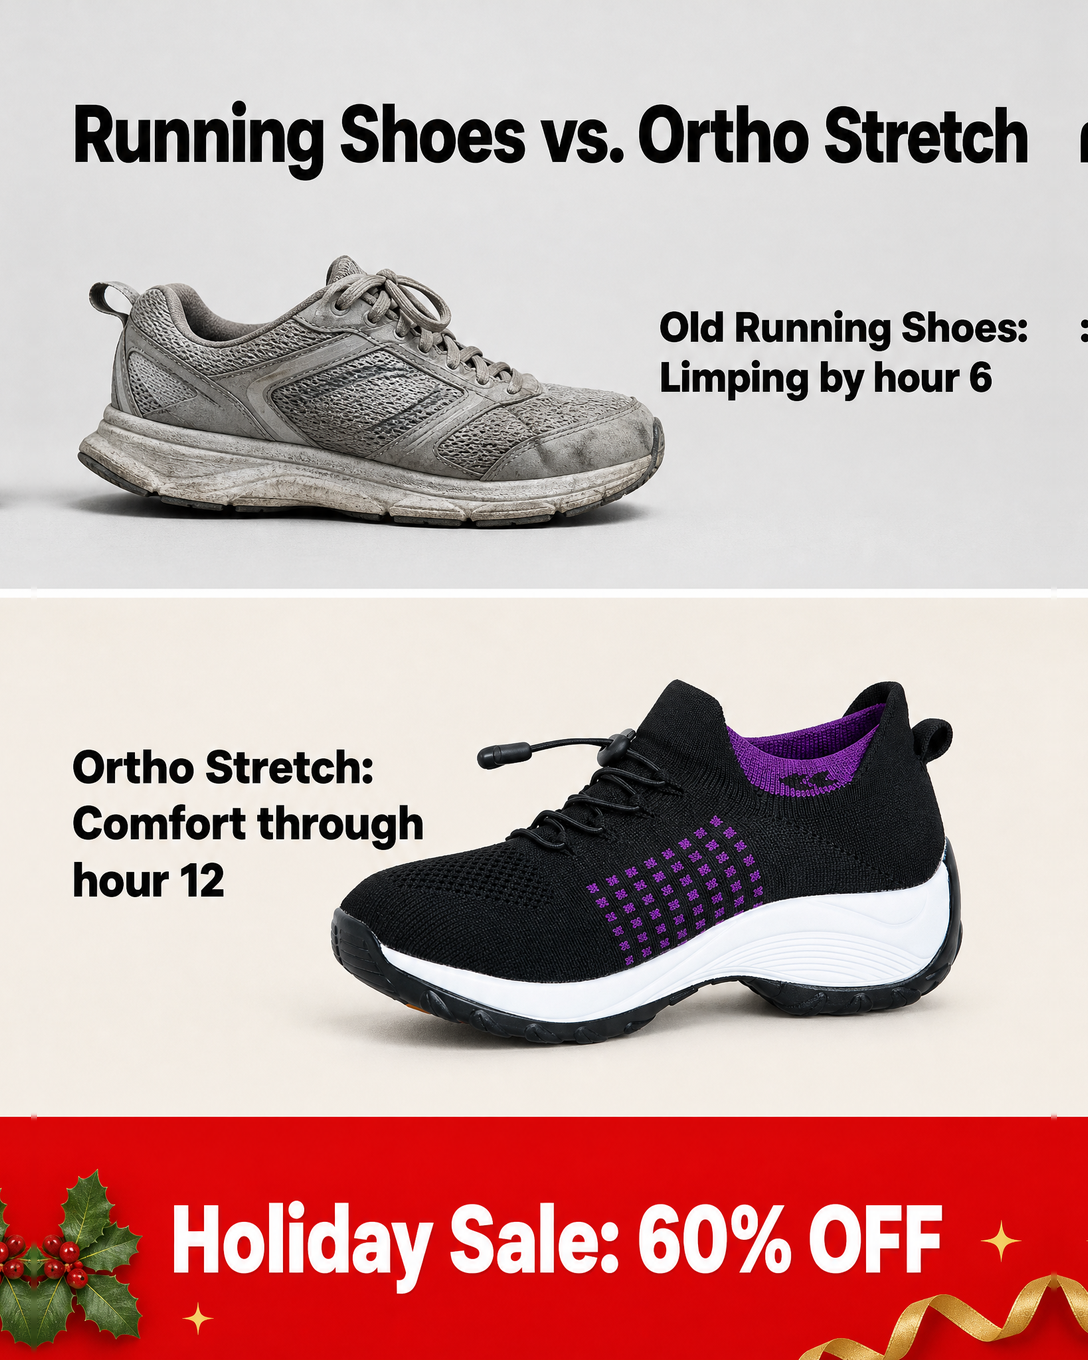 Running Shoes vs. Ortho Stretch
Old Running Shoes:
Limping by hour 6
Ortho Stretch:
Comfort through
hour 12
Holiday Sale: 60% OFF